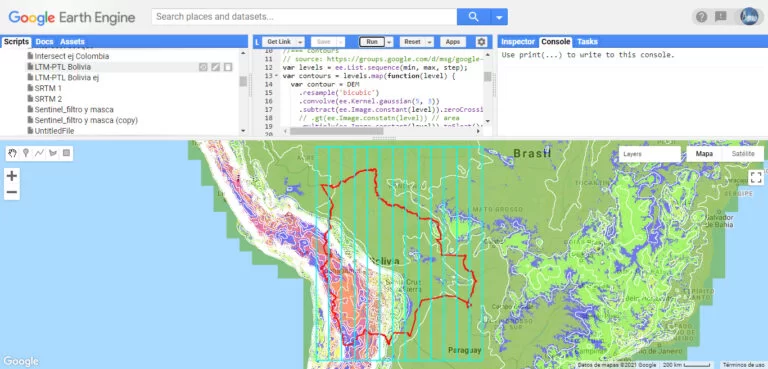 Google Earth Engine
Search places and datasets...
Scripts Docs Assets
Intersect ej Colombia
LTM-PTL Bolivia
LTM-PTL Bolivia ej
SRTM 1
SRTM 2
Sentinel_filtro y masca
Sentinel_filtro y masca (copy)
UntitledFile
L
Get Link
Save
Run
Reset
Apps
10 //=== contours
11 // source: https://groups.google.com/d/msg/google-
12 var levels = ee.List.sequence(min, max, step);
13 var contours = levels.map(function(level) {
14 var contour = DEM
15 .resample('bicubic')
16 .convolve(ee.Kernel.gaussian(5, 3))
17 .subtract(ee.Image.constant(level)).zeroCrossi
18 // .gt(ee.Image.constatn(level)) // area
19
Inspector Console Tasks
Use print(...) to write to this console.
Layers
Mapa
Satélite
Brasil
TOCANTINS
SERGIPE
MATO GROSSO
Salvador
de Bahia
Bolivia
Santa Cruz
Paraguay
Río de Janeiro
Google
Datos de mapas ©2021 Google
200 km
Términos de uso